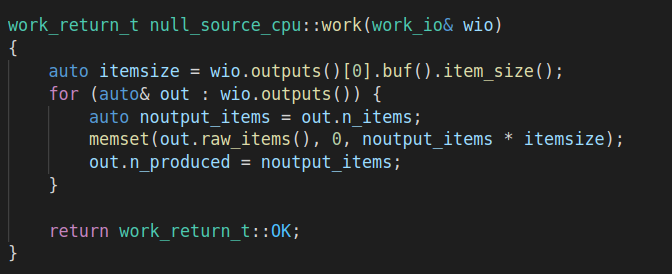 work_return_t null_source_cpu::work(work_io& wio)
{
    auto itemsize = wio.outputs()[0].buf().item_size();
    for (auto& out : wio.outputs()) {
        auto noutput_items = out.n_items;
        memset(out.raw_items(), 0, noutput_items * itemsize);
        out.n_produced = noutput_items;
    }

    return work_return_t::OK;
}